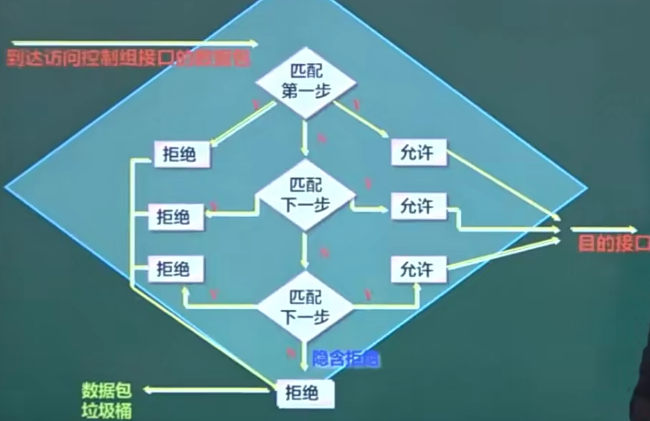 到达访问控制组接口的数据包
匹配
第一步
Y
Y
N
拒绝
允许
匹配
下一步
Y
Y
N
拒绝
允许
拒绝
允许
匹配
下一步
Y
Y
N
隐含拒绝
目的接口
数据包
垃圾桶
拒绝